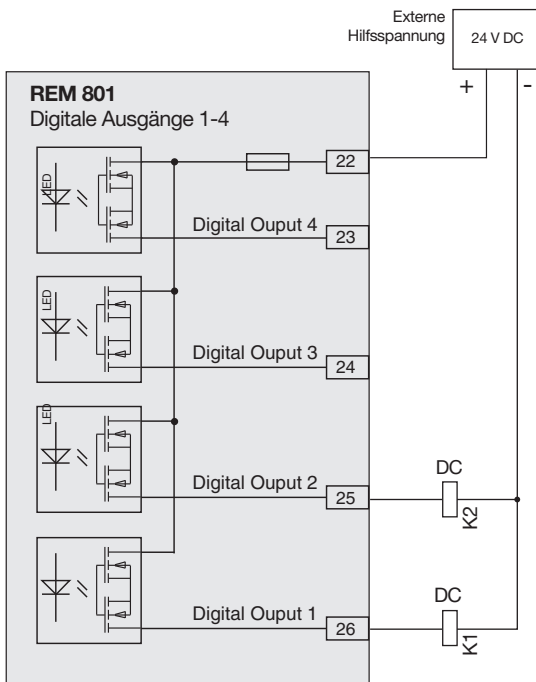 Externe
Hilfsspannung
24 V DC
+ -
REM 801
Digitale Ausgänge 1-4
LED
22
Digital Ouput 4
23
LED
Digital Ouput 3
24
LED
Digital Ouput 2
25
DC
K2
Digital Ouput 1
26
DC
K1